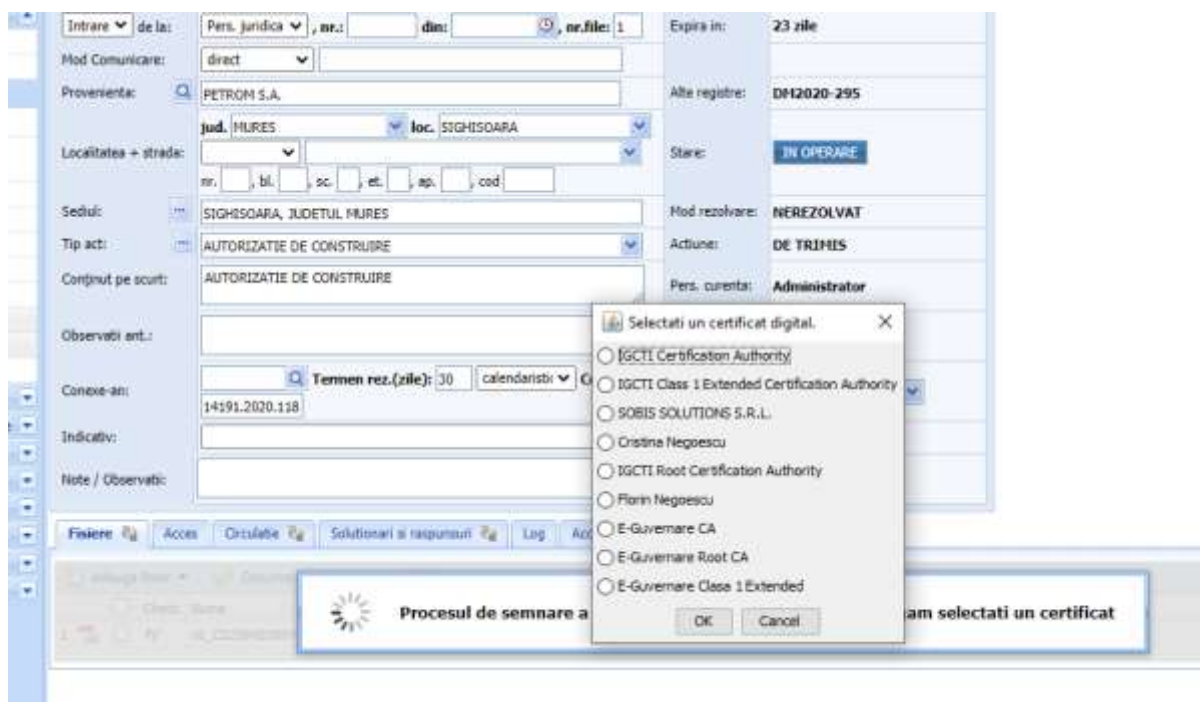 Intrare de la: Pers. juridica , nr.: din: , nr.file: 1 Expira in: 23 zile
Mod Comunicare: direct
Provenienta: PETROM S.A. Alte registre: DM2020-295
jud. MURES loc. SIGHISOARA
Localitatea + strada: Stare: IN OPERARE
nr. , bl. , sc. , et. , ap. , cod
Sediul: SIGHISOARA, JUDETUL MURES Mod rezolvare: NEREZOLVAT
Tip act: AUTORIZATIE DE CONSTRUIRE Actiune: DE TRIMIS
Conţinut pe scurt: AUTORIZATIE DE CONSTRUIRE Pers. curenta: Administrator
Observatii ant.:
Conexe-an: Termen rez.(zile): 30 calendaristic
14191.2020.118
Indicativ:
Note / Observatii:
Selectati un certificat digital.
IGCTI Certification Authority
IGCTI Class 1 Extended Certification Authority
SOBIS SOLUTIONS S.R.L.
Cristina Negoescu
IGCTI Root Certification Authority
Florin Negoescu
E-Guvernare CA
E-Guvernare Root CA
E-Guvernare Clasa 1 Extended
OK Cancel
Fisiere Acces Circulatie Solutionari si raspunsuri Log
Procesul de semnare a am selectati un certificat